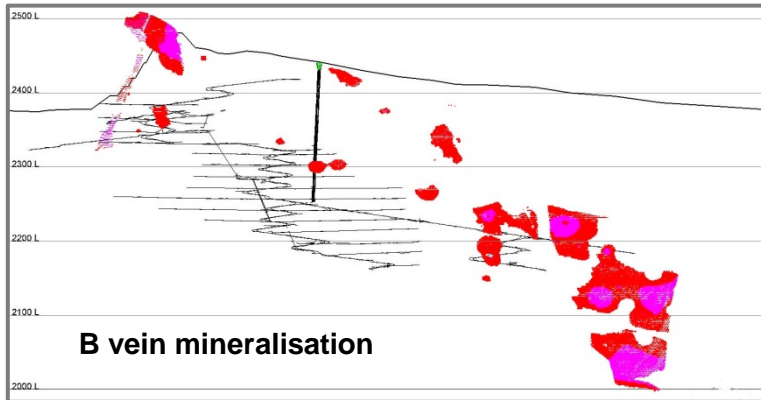 2500 L
2400 L
2300 L
2200 L
2100 L
B vein mineralisation
2000 L